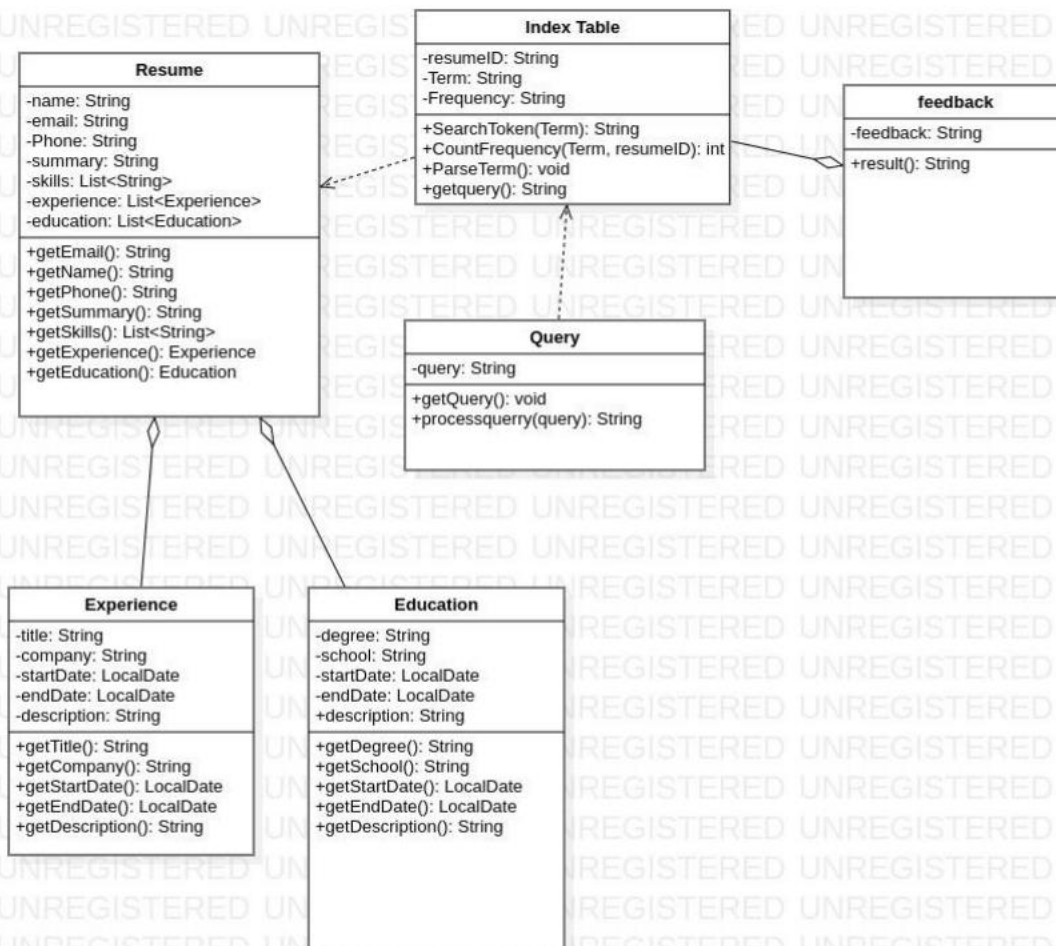 Index Table
-resumeID: String
-Term: String
-Frequency: String
+SearchToken(Term): String
+CountFrequency(Term, resumeID): int
+ParseTerm(): void
+getquery(): String
Resume
-name: String
-email: String
-Phone: String
-summary: String
-skills: List<String>
-experience: List<Experience>
-education: List<Education>
+getEmail(): String
+getName(): String
+getPhone(): String
+getSummary(): String
+getSkills(): List<String>
+getExperience(): Experience
+getEducation(): Education
feedback
-feedback: String
+result(): String
Query
-query: String
+getQuery(): void
+processquerry(query): String
Experience
-title: String
-company: String
-startDate: LocalDate
-endDate: LocalDate
-description: String
+getTitle(): String
+getCompany(): String
+getStartDate(): LocalDate
+getEndDate(): LocalDate
+getDescription(): String
Education
-degree: String
-school: String
-startDate: LocalDate
-endDate: LocalDate
+description: String
+getDegree(): String
+getSchool(): String
+getStartDate(): LocalDate
+getEndDate(): LocalDate
+getDescription(): String
UNREGISTERED